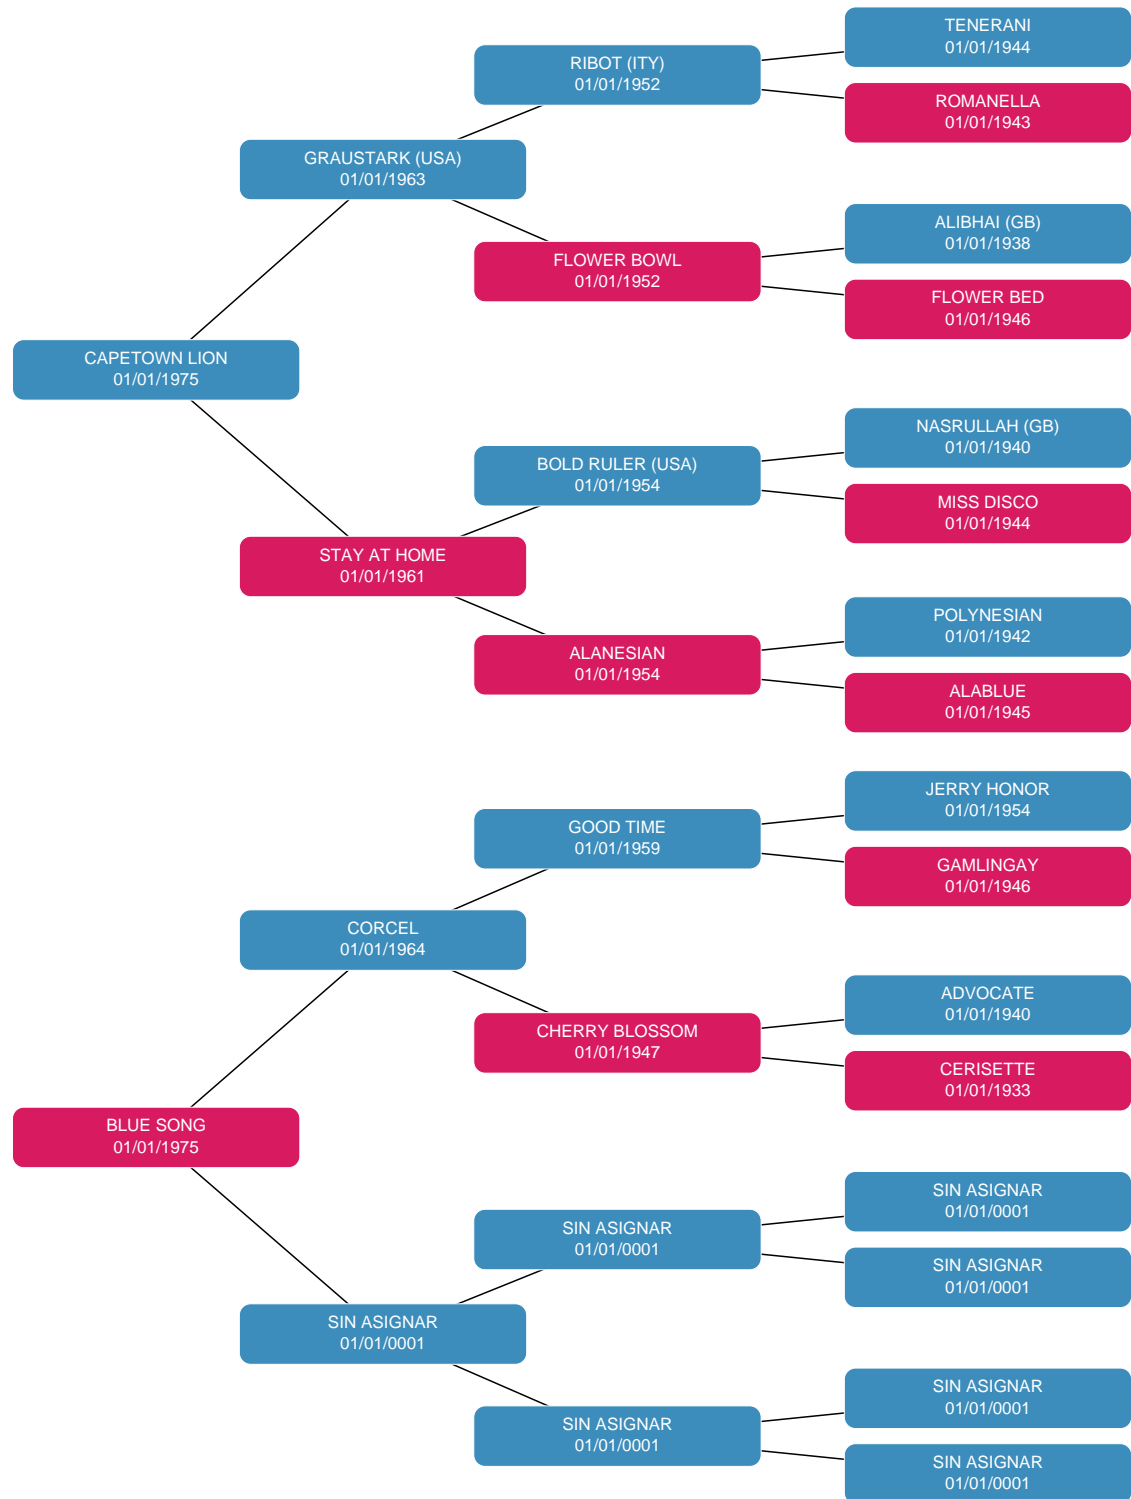 TENERANI
01/01/1944
RIBOT (ITY)
01/01/1952
ROMANELLA
01/01/1943
GRAUSTARK (USA)
01/01/1963
ALIBHAI (GB)
01/01/1938
FLOWER BOWL
01/01/1952
FLOWER BED
01/01/1946
CAPETOWN LION
01/01/1975
NASRULLAH (GB)
01/01/1940
BOLD RULER (USA)
01/01/1954
MISS DISCO
01/01/1944
STAY AT HOME
01/01/1961
POLYNESIAN
01/01/1942
ALANESIAN
01/01/1954
ALABLUE
01/01/1945
JERRY HONOR
01/01/1954
GOOD TIME
01/01/1959
GAMLINGAY
01/01/1946
CORCEL
01/01/1964
ADVOCATE
01/01/1940
CHERRY BLOSSOM
01/01/1947
CERISETTE
01/01/1933
BLUE SONG
01/01/1975
SIN ASIGNAR
01/01/0001
SIN ASIGNAR
01/01/0001
SIN ASIGNAR
01/01/0001
SIN ASIGNAR
01/01/0001
SIN ASIGNAR
01/01/0001
SIN ASIGNAR
01/01/0001
SIN ASIGNAR
01/01/0001